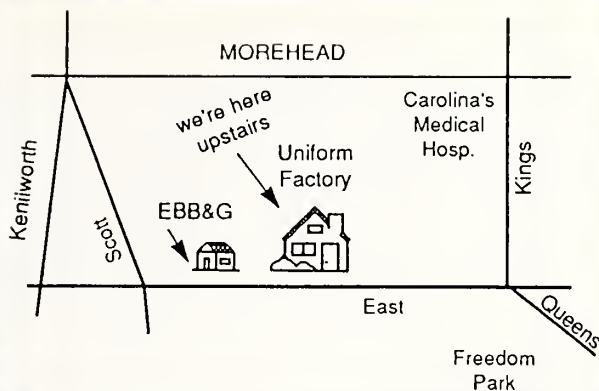 MOREHEAD
we're here
upstairs
Carolina's
Medical
Hosp.
Uniform
Factory
Kenilworth
Scott
Kings
EBB&G
East
Queens
Freedom
Park